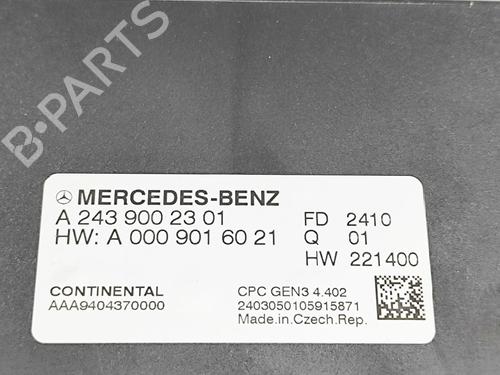 B-PARTS
MERCEDES-BENZ
A 243 900 23 01 FD 2410
HW: A 000 901 60 21 Q 01
HW 221400
CONTINENTAL CPC GEN3 4.402
AAA9404370000 2403050105915871
Made.in.Czech.Rep.